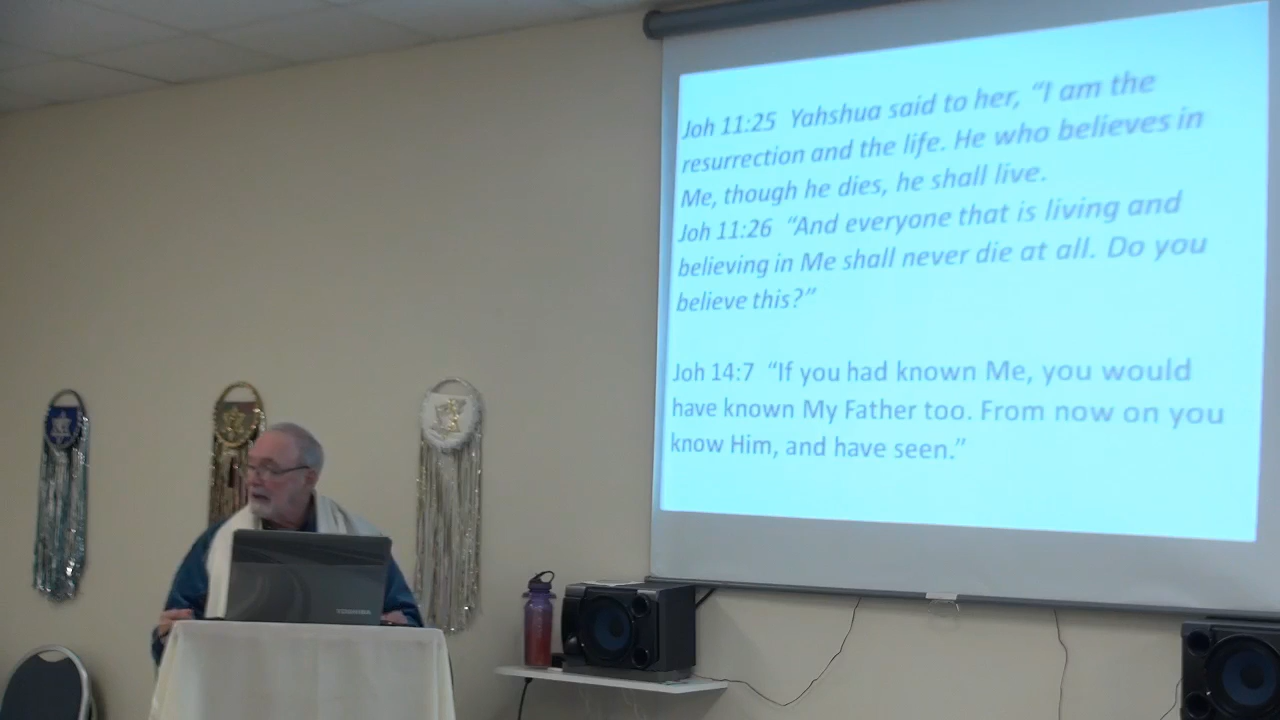 Joh 11:25 Yahshua said to her, “I am the
resurrection and the life. He who believes in
Me, though he dies, he shall live.
Joh 11:26 “And everyone that is living and
believing in Me shall never die at all. Do you
believe this?”
Joh 14:7 “If you had known Me, you would
have known My Father too. From now on you
know Him, and have seen.”
TOSHIBA